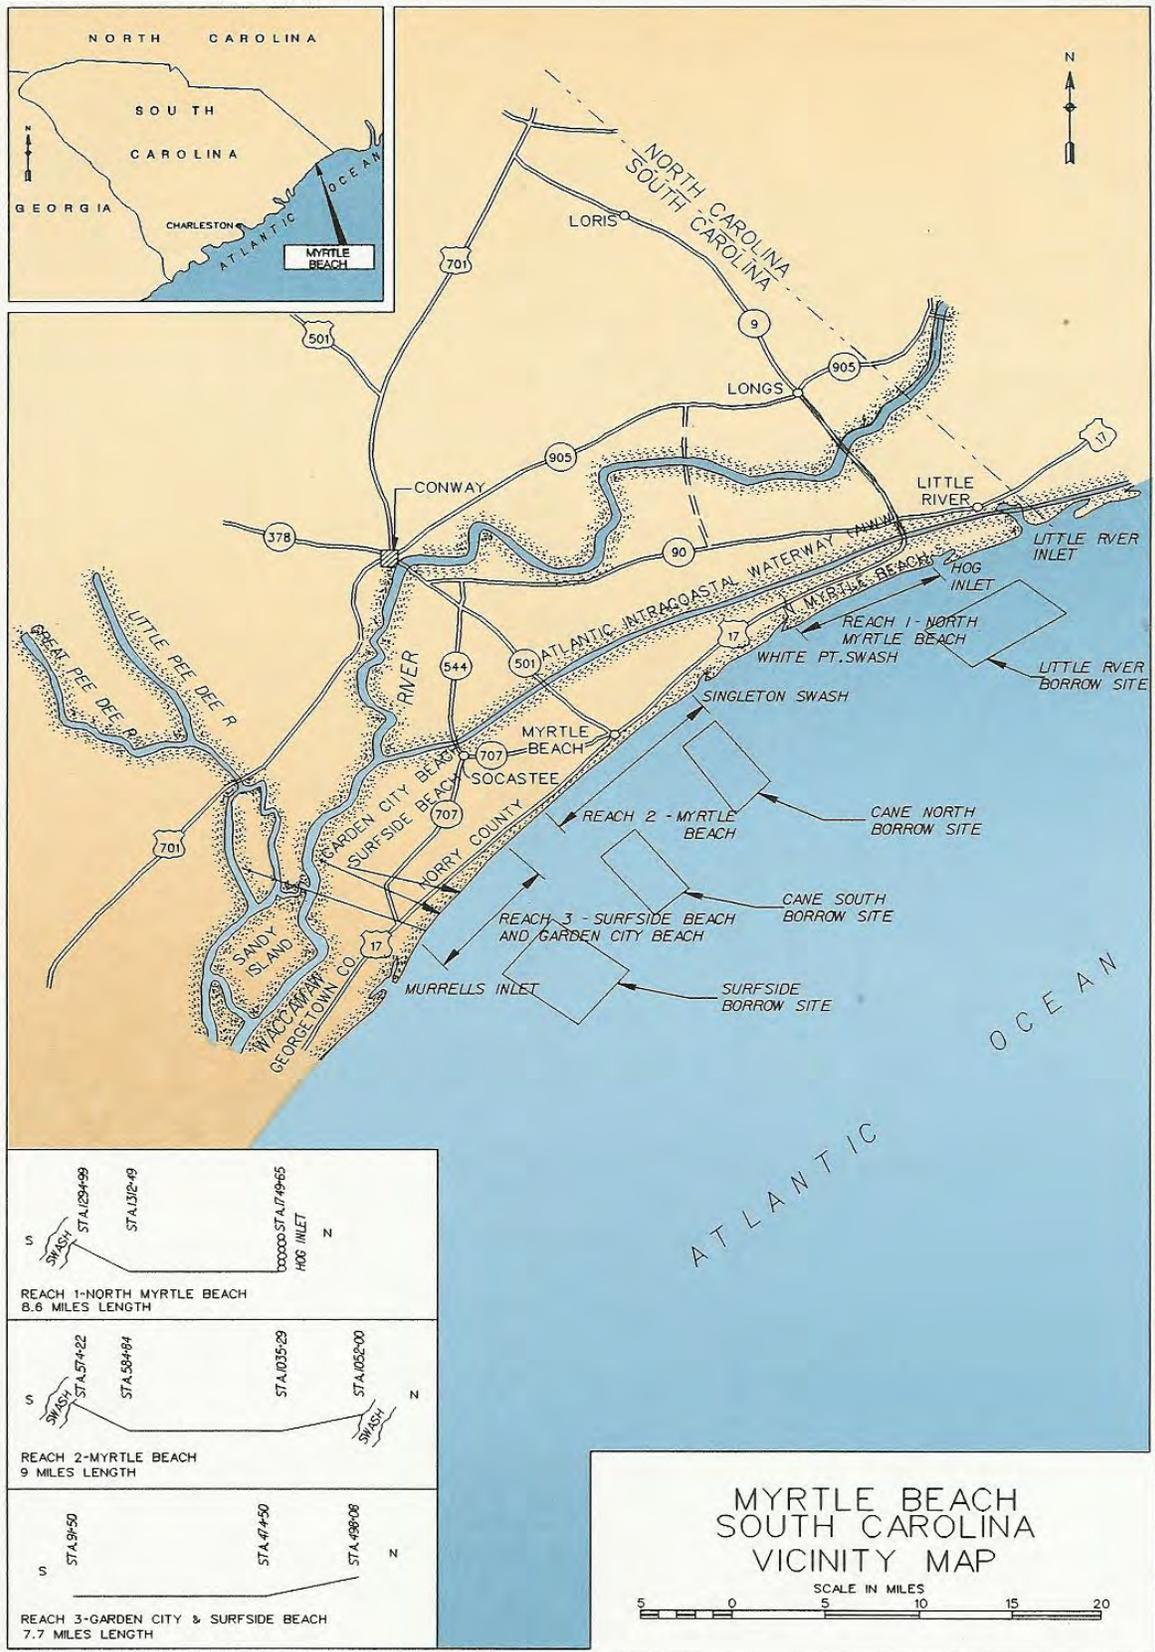 NORTH CAROLINA
SOUTH
CAROLINA
GEORGIA
N
CHARLESTON
ATLANTIC OCEAN
MYRTLE
BEACH
N
NORTH CAROLINA
SOUTH CAROLINA
LORIS
701
501
9
905
LONGS
17
905
CONWAY
LITTLE
RIVER
378
90
ATLANTIC INTRACOASTAL WATERWAY
LITTLE RVER
INLET
HOG
INLET
N MYRTLE BEACH
REACH 1-NORTH
MYRTLE BEACH
WHITE PT.SWASH
LITTLE RVER
BORROW SITE
17
LITTLE PEE DEE R
GREAT PEE DEE R
RIVER
544
501
SINGLETON SWASH
MYRTLE
BEACH
707
SOCASTEE
707
GARDEN CITY BEACH
SURFSIDE BEACH
HORRY COUNTY
REACH 2 - MYRTLE
BEACH
CANE NORTH
BORROW SITE
701
CANE SOUTH
BORROW SITE
REACH 3 - SURFSIDE BEACH
AND GARDEN CITY BEACH
SANDY
ISLAND
17
MURRELLS INLET
SURFSIDE
BORROW SITE
WACCAMAW
GEORGETOWN CO.
ATLANTIC OCEAN
S
SWASH
STA.1294+99
STA.1312+49
STA.1749+65
HOG INLET
N
REACH 1-NORTH MYRTLE BEACH
8.6 MILES LENGTH
S
SWASH
STA.574+22
STA.584+84
STA.1035+29
STA.1052+00
SWASH
N
REACH 2-MYRTLE BEACH
9 MILES LENGTH
S
STA.91+50
STA.474+50
STA.498+08
N
REACH 3-GARDEN CITY & SURFSIDE BEACH
7.7 MILES LENGTH
MYRTLE BEACH
SOUTH CAROLINA
VICINITY MAP
SCALE IN MILES
5 0 5 10 15 20